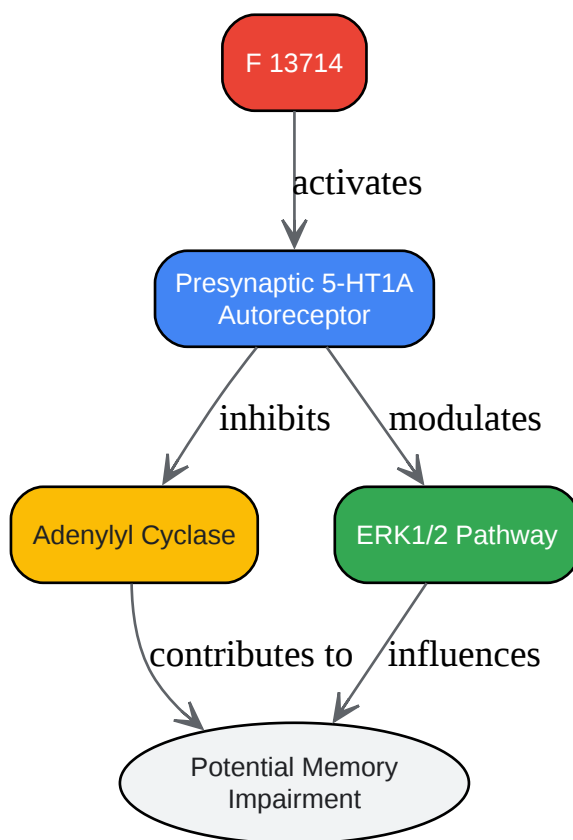 F 13714
activates
Presynaptic 5-HT1A
Autoreceptor
inhibits
modulates
Adenylyl Cyclase
ERK1/2 Pathway
contributes to
influences
Potential Memory
Impairment